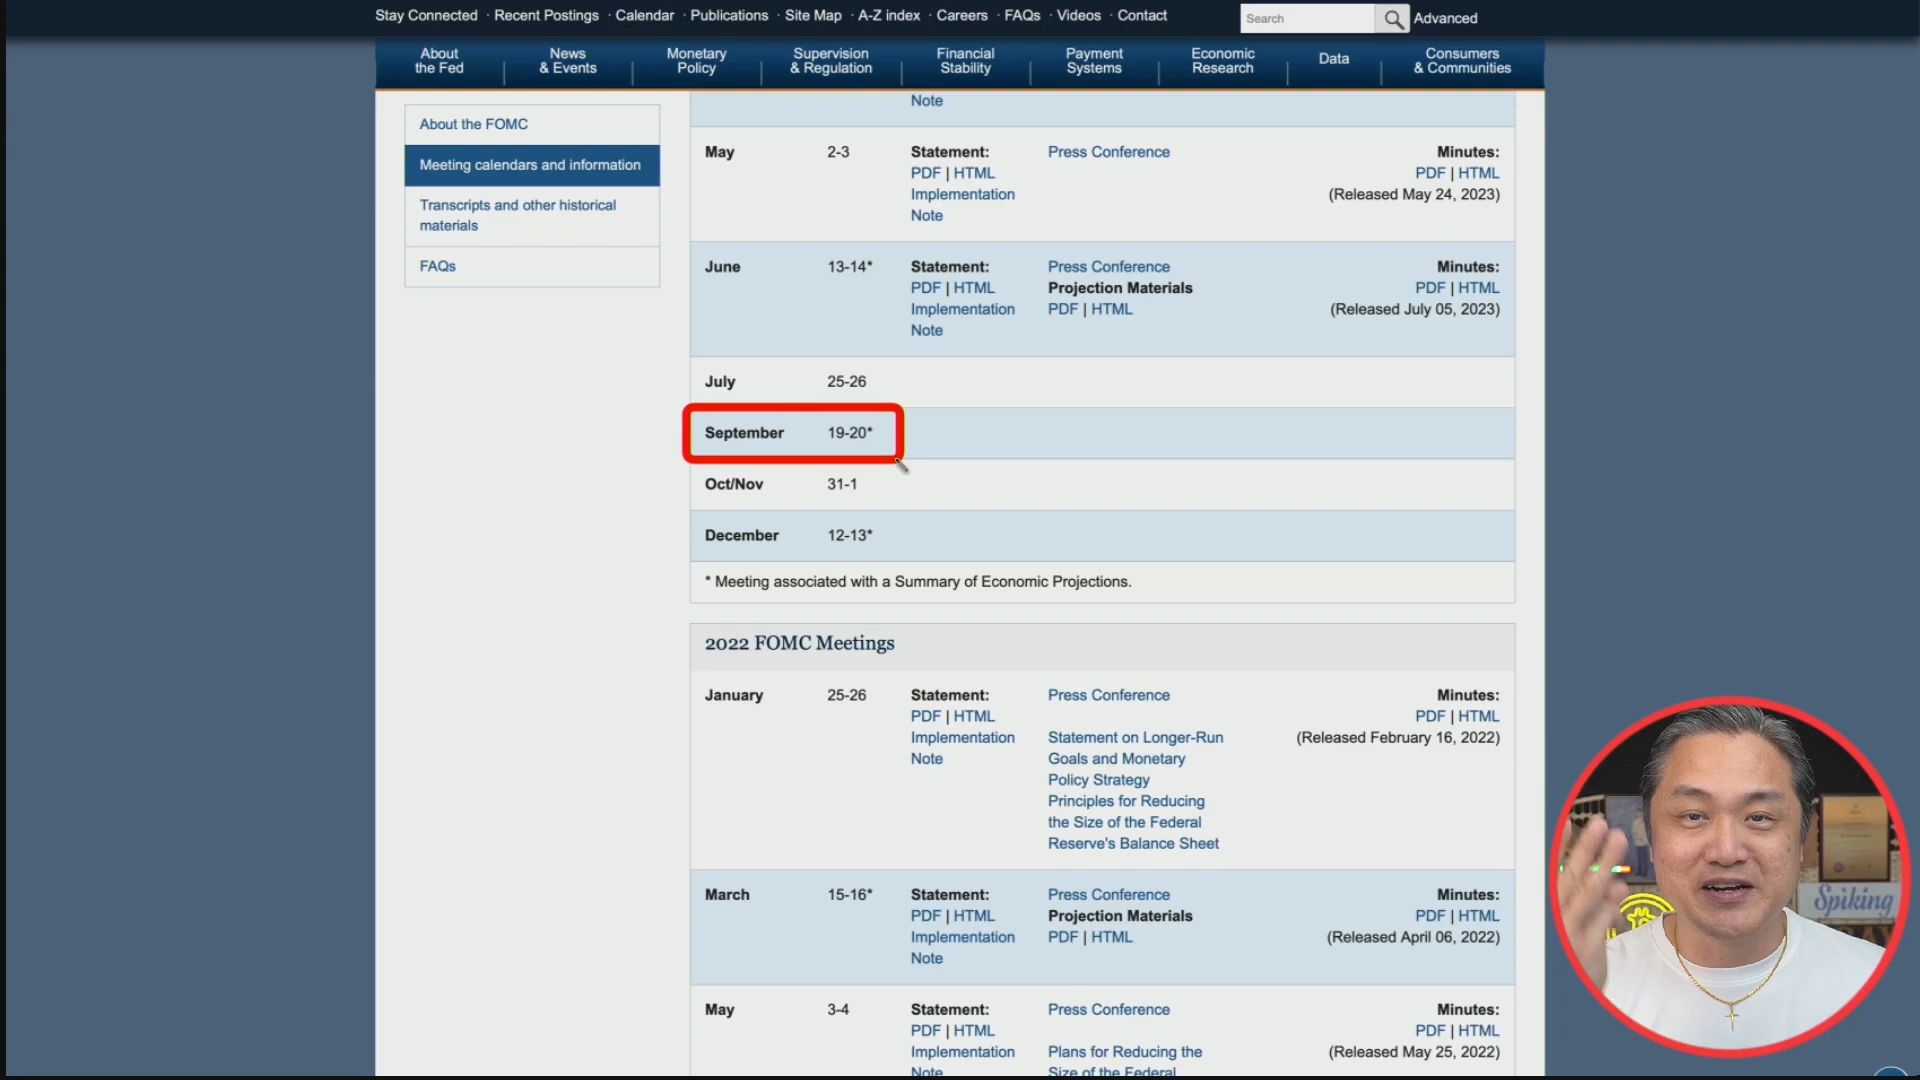 Stay Connected · Recent Postings · Calendar · Publications · Site Map · A-Z index · Careers · FAQs · Videos · Contact
Search
Advanced
About
the Fed
News
& Events
Monetary
Policy
Supervision
& Regulation
Financial
Stability
Payment
Systems
Economic
Research
Data
Consumers
& Communities
About the FOMC
Meeting calendars and information
Transcripts and other historical
materials
FAQs
Note
May 2-3 Statement: Press Conference Minutes:
PDF | HTML PDF | HTML
Implementation (Released May 24, 2023)
Note
June 13-14* Statement: Press Conference Minutes:
PDF | HTML Projection Materials PDF | HTML
Implementation PDF | HTML (Released July 05, 2023)
Note
July 25-26
September 19-20*
Oct/Nov 31-1
December 12-13*
* Meeting associated with a Summary of Economic Projections.
2022 FOMC Meetings
January 25-26 Statement: Press Conference Minutes:
PDF | HTML PDF | HTML
Implementation Statement on Longer-Run (Released February 16, 2022)
Note Goals and Monetary
Policy Strategy
Principles for Reducing
the Size of the Federal
Reserve's Balance Sheet
March 15-16* Statement: Press Conference Minutes:
PDF | HTML Projection Materials PDF | HTML
Implementation PDF | HTML (Released April 06, 2022)
Note
May 3-4 Statement: Press Conference Minutes:
PDF | HTML PDF | HTML
Implementation Plans for Reducing the (Released May 25, 2022)
Note Size of the Federal
Spiking